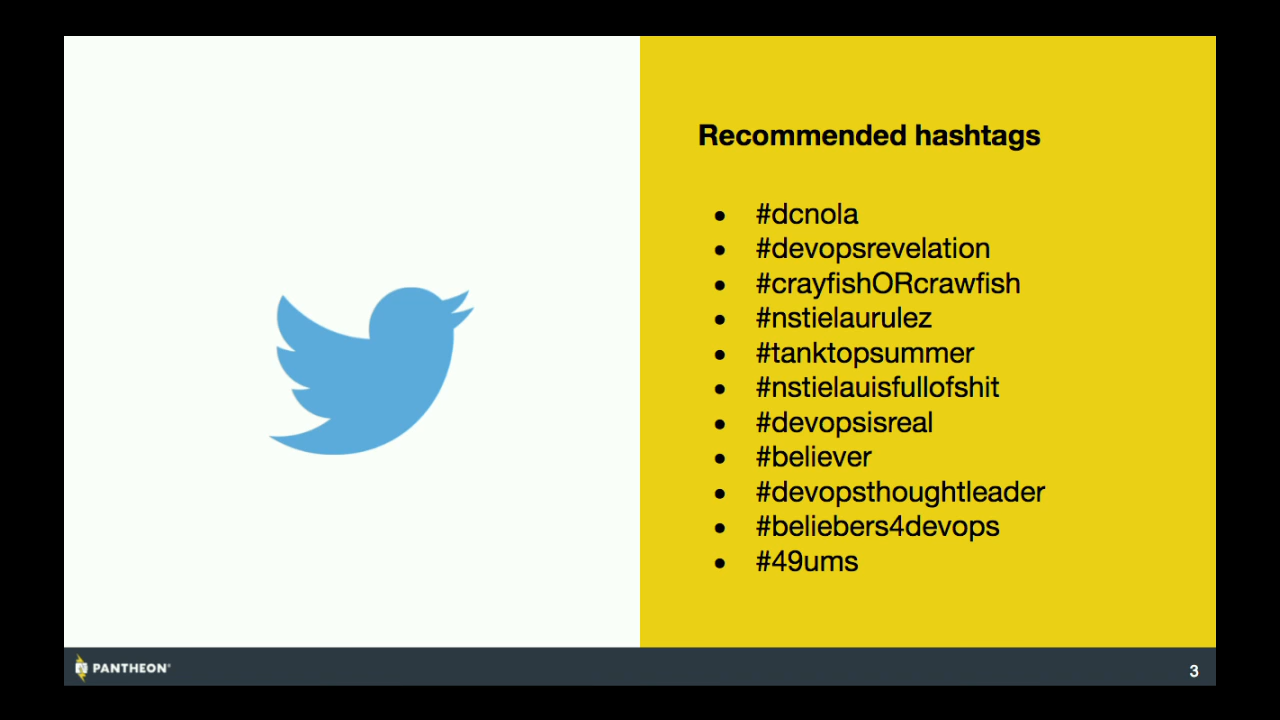 Recommended hashtags
#dcnola
#devopsrevelation
#crayfishORcrawfish
#nstielaurulez
#tanktopsummer
#nstielauisfullofshit
#devopsisreal
#believer
#devopsthoughtleader
#beliebers4devops
#49ums
PANTHEON
3